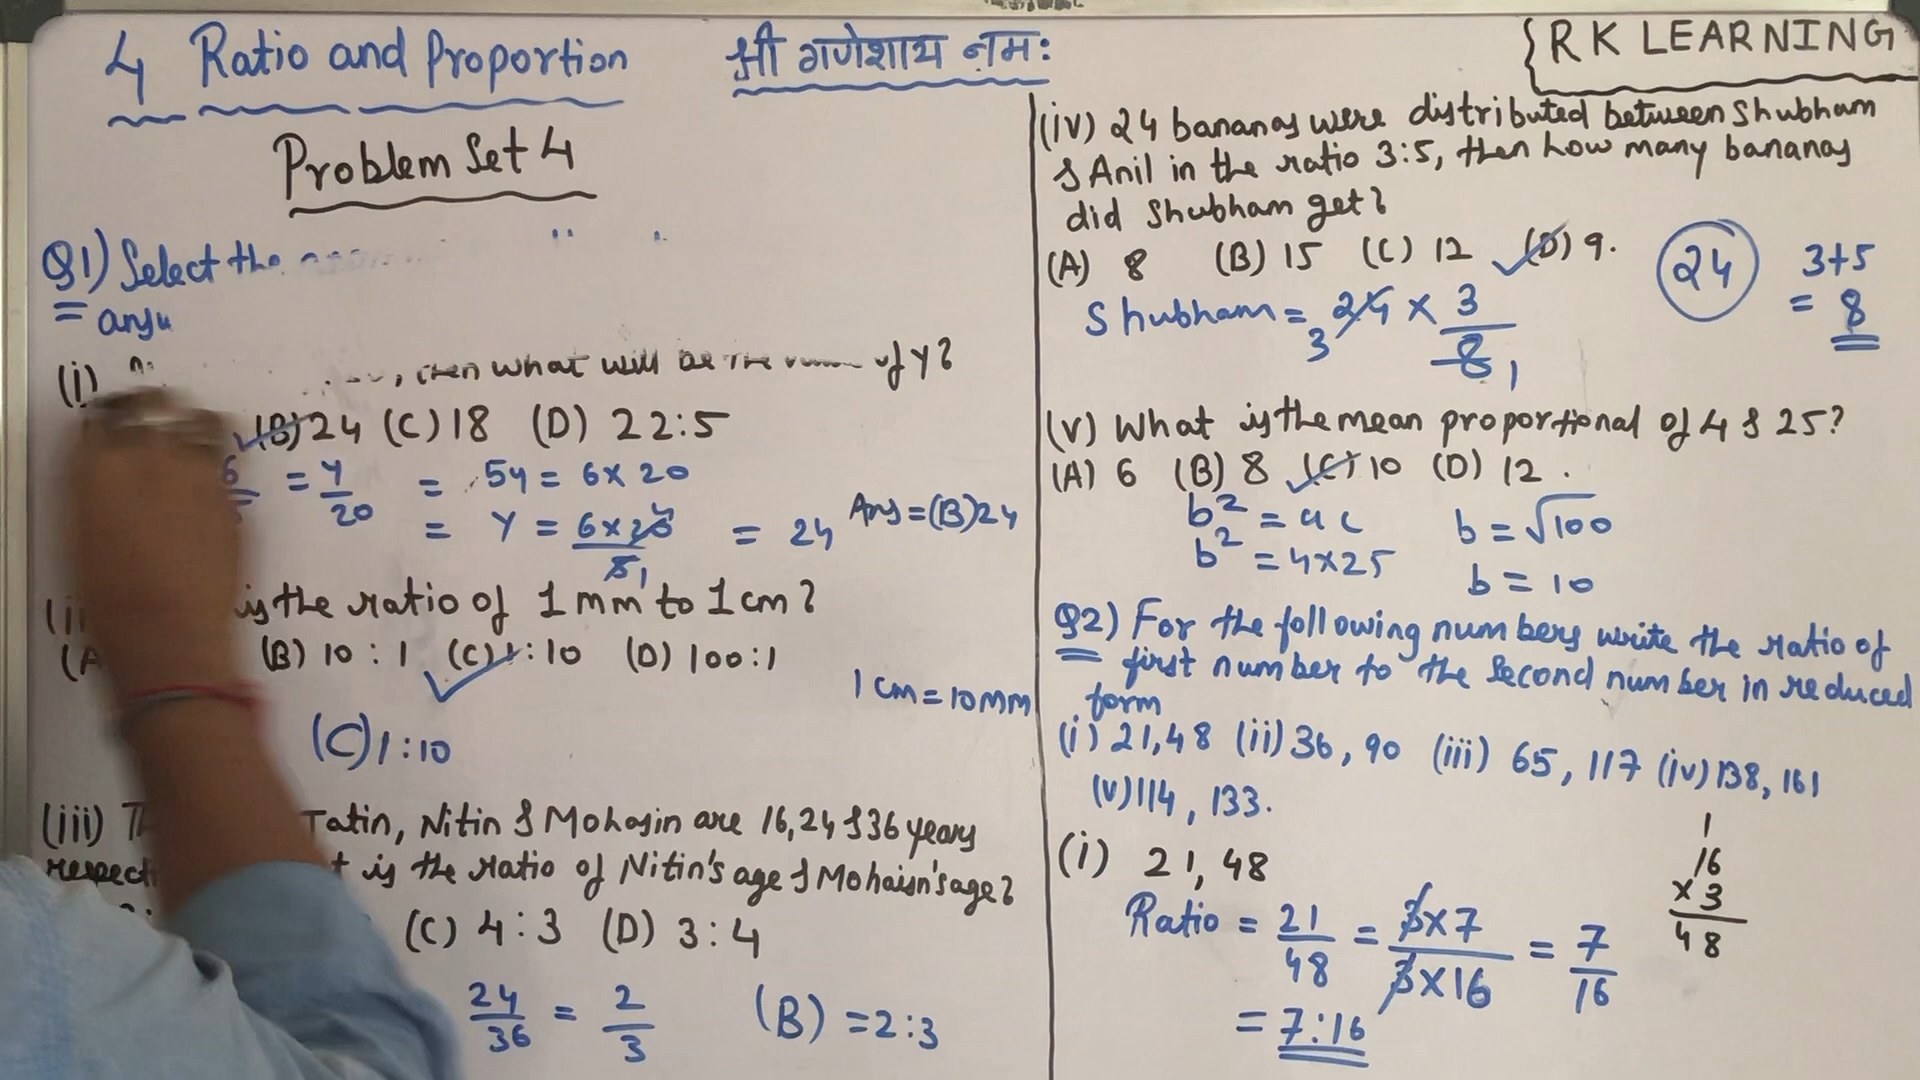 4 Ratio and Proportion श्री गणेशाय नमः
{RK LEARNING
Problem Set 4
Q1) Select the
(i) then what will be the of y?
(B) 24 (C) 18 (D) 22:5
6 = y/20 = 5y = 6×20
= Y = 6×20/5 1 = 24 Ans = (B) 24
is the ratio of 1 mm to 1 cm?
(B) 10 : 1 (C) 1:10 (D) 100:1
1 cm = 10 mm
(C) 1:10
(iii) Jatin, Nitin & Mohasin are 16, 24 & 36 years
is the ratio of Nitin's age & Mohaisn's age?
(C) 4:3 (D) 3:4
24/36 = 2/3 (B) = 2:3
(iv) 24 bananas were distributed between Shubham
& Anil in the ratio 3:5, then how many bananas
did Shubham get?
(A) 8 (B) 15 (C) 12 (D) 9.
24 3+5
= 8
Shubham = 3 24 × 3/8 1
(v) What is the mean proportional of 4 & 25?
(A) 6 (B) 8 (C) 10 (D) 12.
b² = ac b = √100
b² = 4×25 b = 10
Q2) For the following numbers write the ratio of
first number to the second number in reduced
form
(i) 21,48 (ii) 36, 90 (iii) 65, 117 (iv) 138, 161
(v) 114, 133.
(i) 21, 48
1
16
× 3
48
Ratio = 21/48 = 3×7/3×16 = 7/16
= 7:16